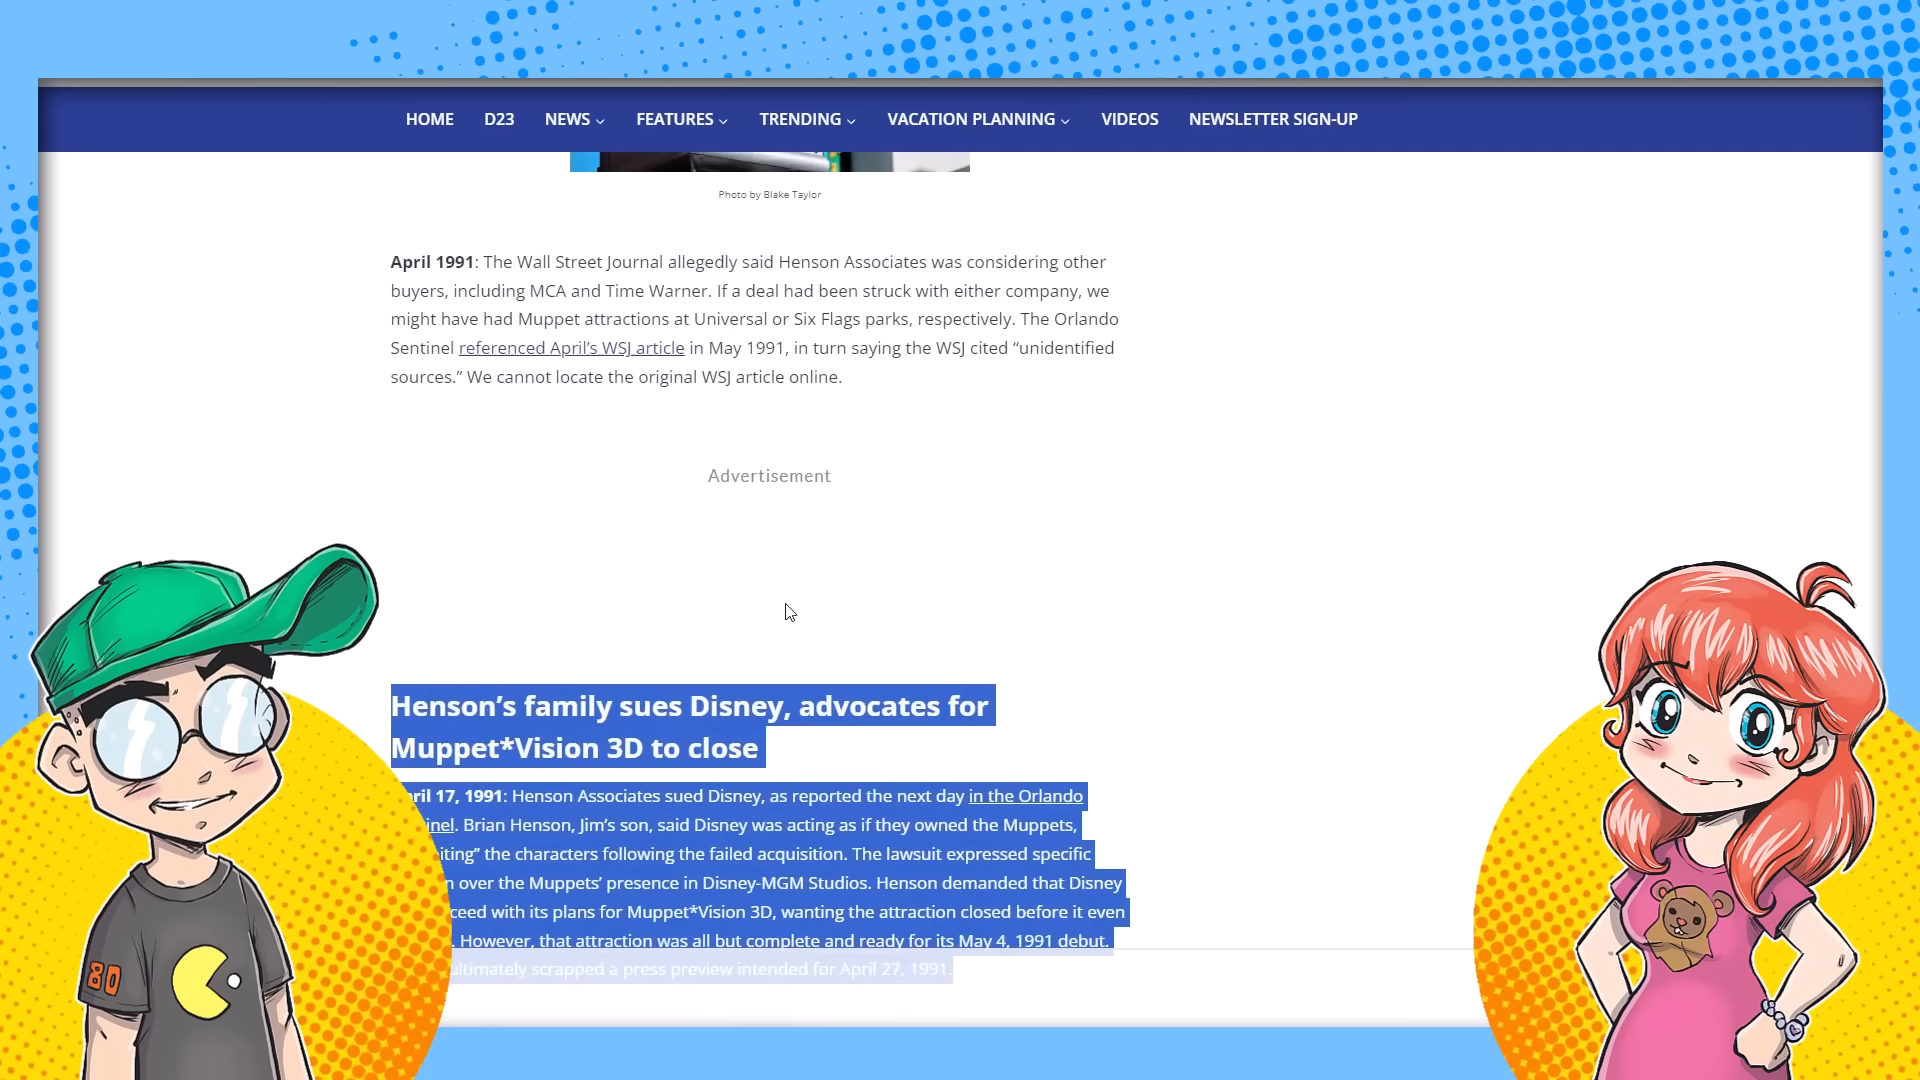 HOME D23 NEWS FEATURES TRENDING VACATION PLANNING VIDEOS NEWSLETTER SIGN-UP
Photo by Blake Taylor
April 1991: The Wall Street Journal allegedly said Henson Associates was considering other
buyers, including MCA and Time Warner. If a deal had been struck with either company, we
might have had Muppet attractions at Universal or Six Flags parks, respectively. The Orlando
Sentinel referenced April’s WSJ article in May 1991, in turn saying the WSJ cited “unidentified
sources.” We cannot locate the original WSJ article online.
Advertisement
Henson’s family sues Disney, advocates for
Muppet*Vision 3D to close
ril 17, 1991: Henson Associates sued Disney, as reported the next day in the Orlando
inel. Brian Henson, Jim’s son, said Disney was acting as if they owned the Muppets,
iting” the characters following the failed acquisition. The lawsuit expressed specific
n over the Muppets’ presence in Disney-MGM Studios. Henson demanded that Disney
ceed with its plans for Muppet*Vision 3D, wanting the attraction closed before it even
. However, that attraction was all but complete and ready for its May 4, 1991 debut.
ultimately scrapped a press preview intended for April 27, 1991.
80